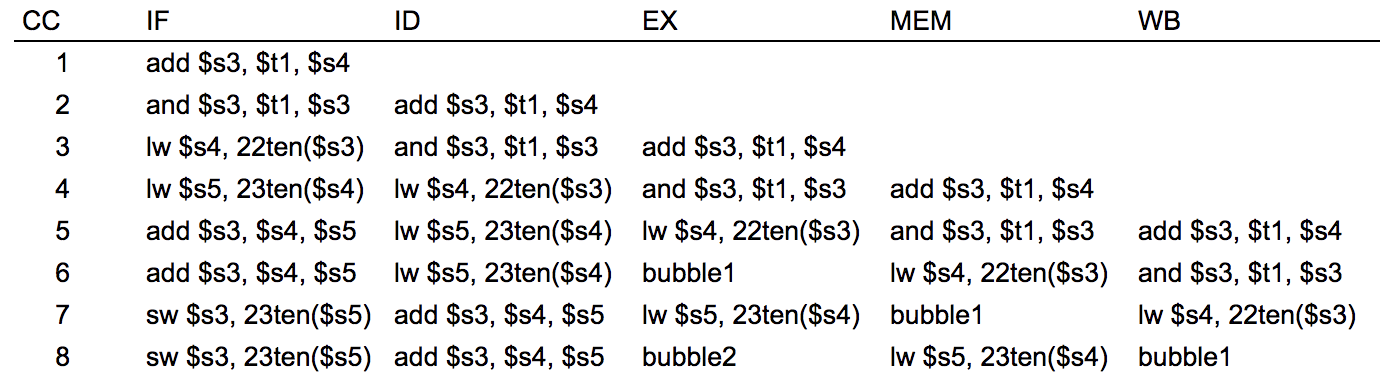 CC IF ID EX MEM WB
1 add $s3, $t1, $s4
2 and $s3, $t1, $s3 add $s3, $t1, $s4
3 lw $s4, 22ten($s3) and $s3, $t1, $s3 add $s3, $t1, $s4
4 lw $s5, 23ten($s4) lw $s4, 22ten($s3) and $s3, $t1, $s3 add $s3, $t1, $s4
5 add $s3, $s4, $s5 lw $s5, 23ten($s4) lw $s4, 22ten($s3) and $s3, $t1, $s3 add $s3, $t1, $s4
6 add $s3, $s4, $s5 lw $s5, 23ten($s4) bubble1 lw $s4, 22ten($s3) and $s3, $t1, $s3
7 sw $s3, 23ten($s5) add $s3, $s4, $s5 lw $s5, 23ten($s4) bubble1 lw $s4, 22ten($s3)
8 sw $s3, 23ten($s5) add $s3, $s4, $s5 bubble2 lw $s5, 23ten($s4) bubble1